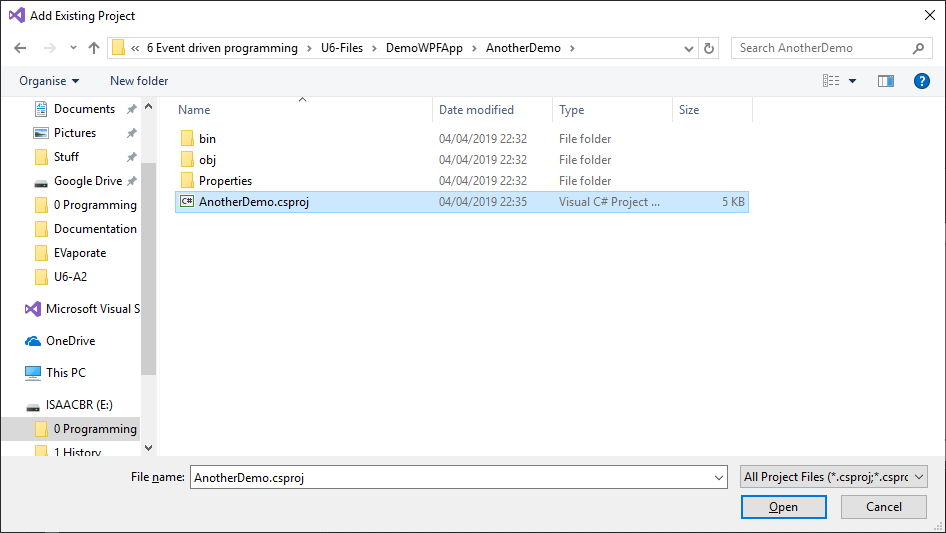 Add Existing Project
« 6 Event driven programming > U6-Files > DemoWPFApp > AnotherDemo >
Search AnotherDemo
Organise
New folder
?
Documents
Pictures
Stuff
Google Drive
0 Programming
Documentation
EVaporate
U6-A2
Microsoft Visual S
OneDrive
This PC
ISAACBR (E:)
0 Programming
1 History
Name Date modified Type Size
bin 04/04/2019 22:32 File folder
obj 04/04/2019 22:32 File folder
Properties 04/04/2019 22:32 File folder
C# AnotherDemo.csproj 04/04/2019 22:35 Visual C# Project ... 5 KB
File name: AnotherDemo.csproj
All Project Files (*.csproj;*.cspro
Open
Cancel